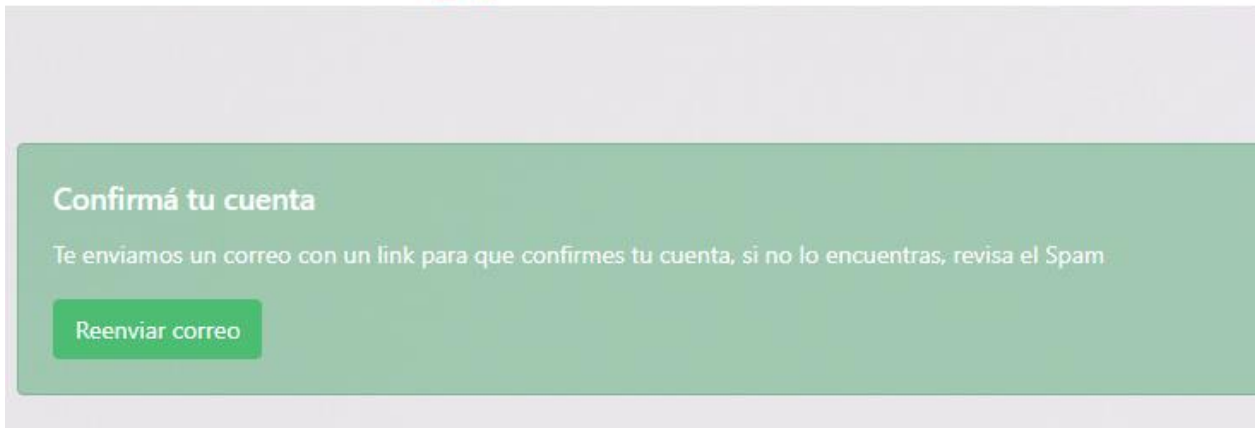 Confirmá tu cuenta
Te enviamos un correo con un link para que confirmes tu cuenta, si no lo encuentras, revisa el Spam
Reenviar correo